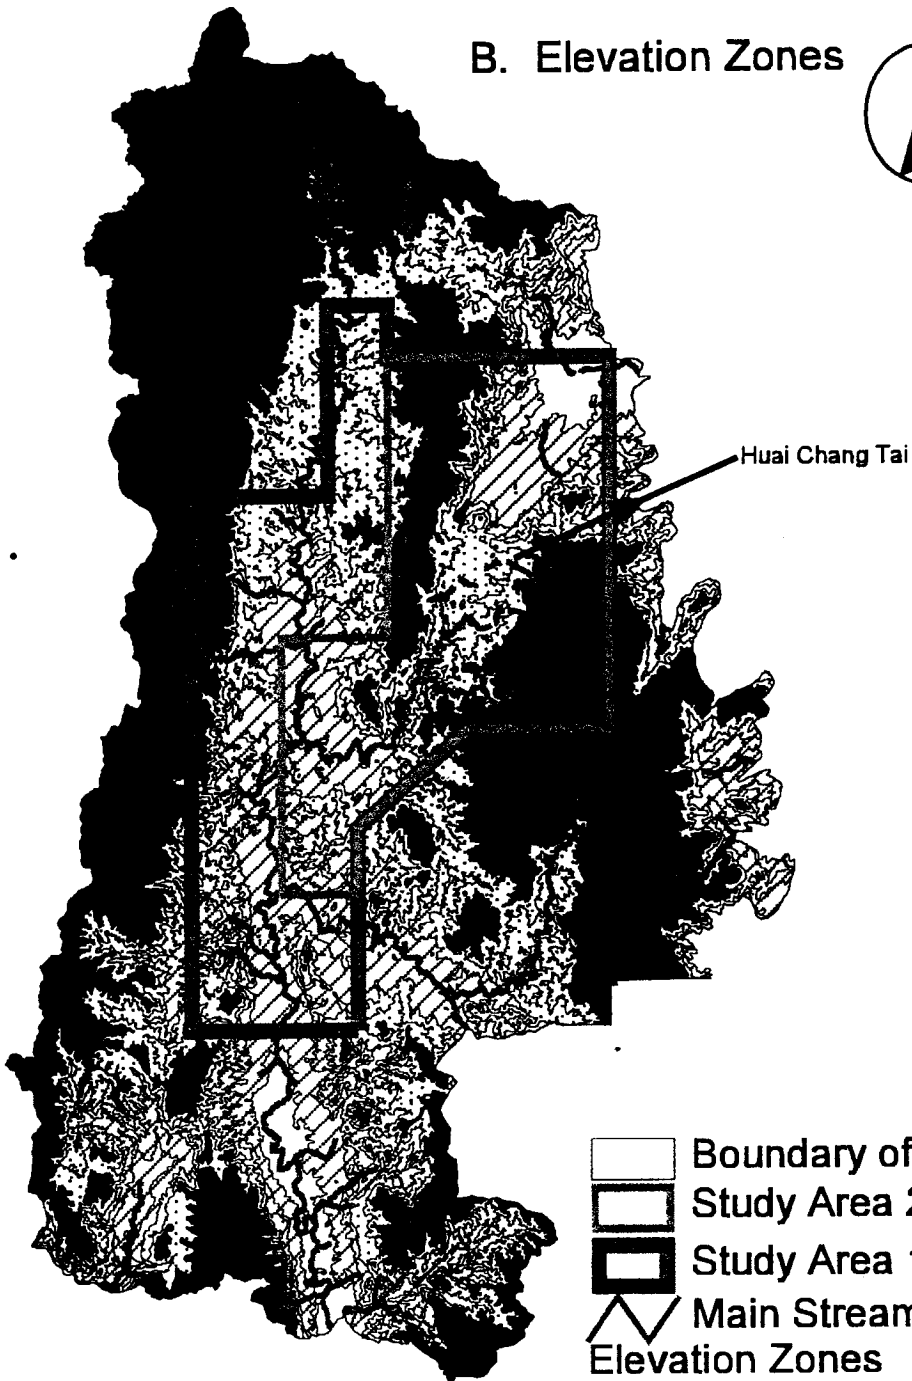 B. Elevation Zones
Huai Chang Tai
Boundary of
Study Area 2
Study Area 1
Main Stream
Elevation Zones